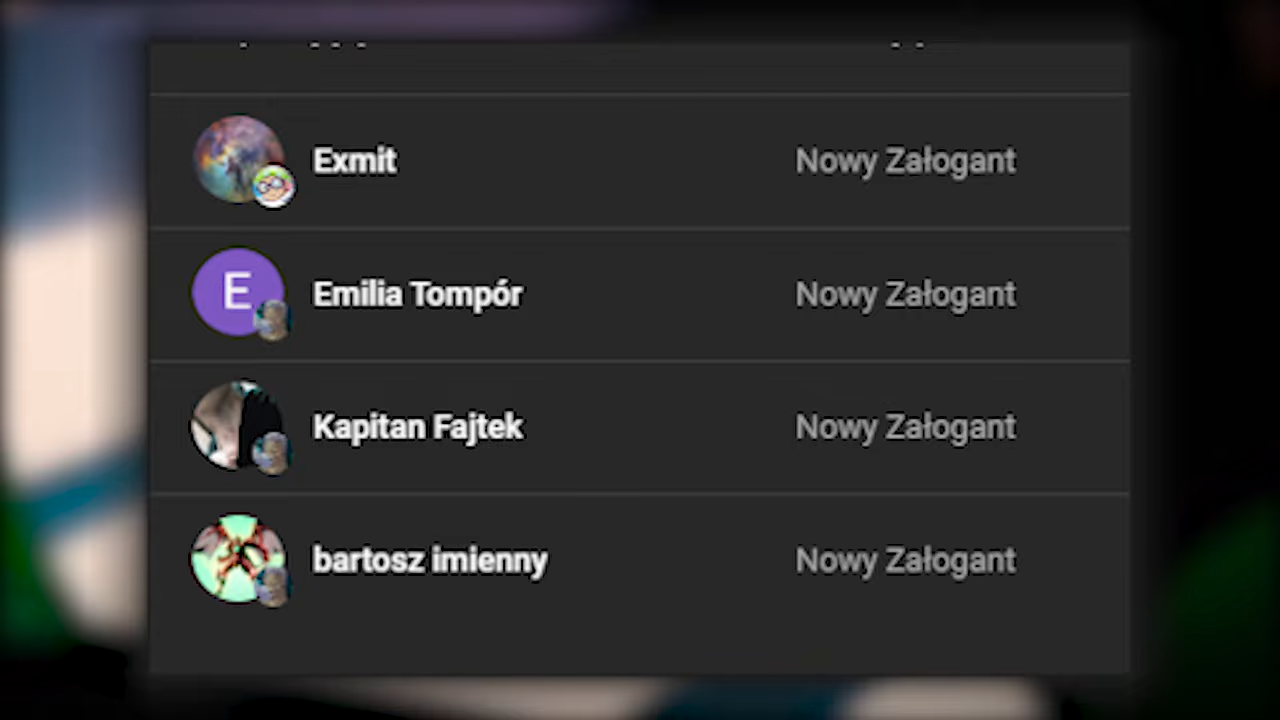 Exmit Nowy Załogant
E
Emilia Tompór Nowy Załogant
Kapitan Fajtek Nowy Załogant
bartosz imienny Nowy Załogant